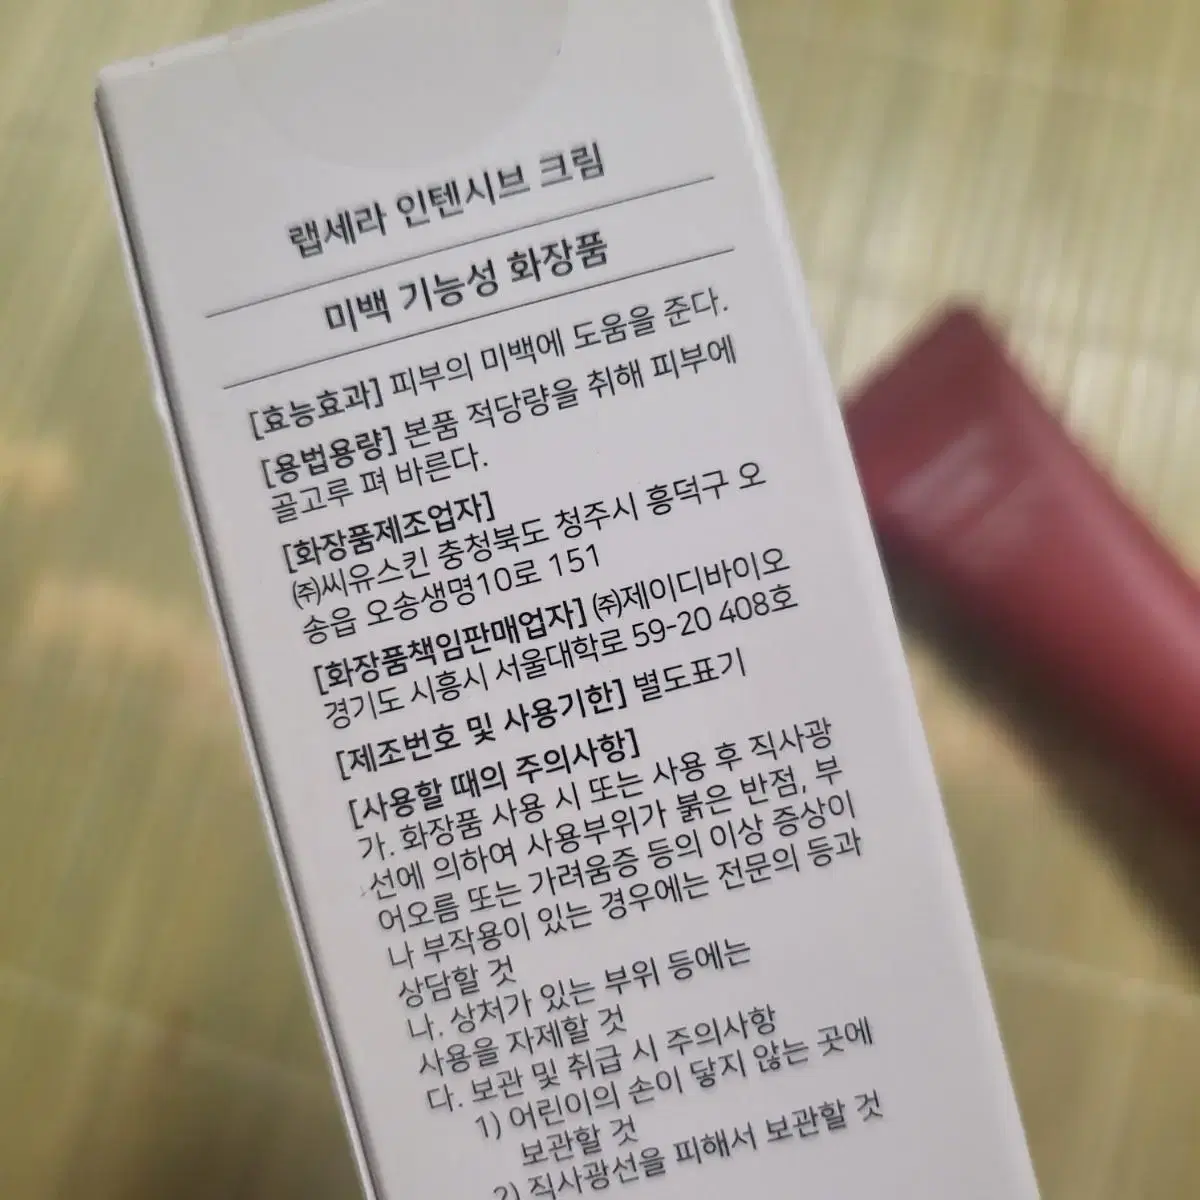 랩세라 인텐시브 크림
미백 기능성 화장품
[효능효과] 피부의 미백에 도움을 준다.
[용법용량] 본품 적당량을 취해 피부에
골고루 펴 바른다.
[화장품제조업자]
㈜씨유스킨 충청북도 청주시 흥덕구 오
송읍 오송생명10로 151
[화장품책임판매업자] ㈜제이디바이오
경기도 시흥시 서울대학로 59-20 408호
[제조번호 및 사용기한] 별도표기
[사용할 때의 주의사항]
가. 화장품 사용 시 또는 사용 후 직사광
선에 의하여 사용부위가 붉은 반점, 부
어오름 또는 가려움증 등의 이상 증상이
나 부작용이 있는 경우에는 전문의 등과
상담할 것
나. 상처가 있는 부위 등에는
사용을 자제할 것
다. 보관 및 취급 시 주의사항
1) 어린이의 손이 닿지 않는 곳에
보관할 것
2) 직사광선을 피해서 보관할 것